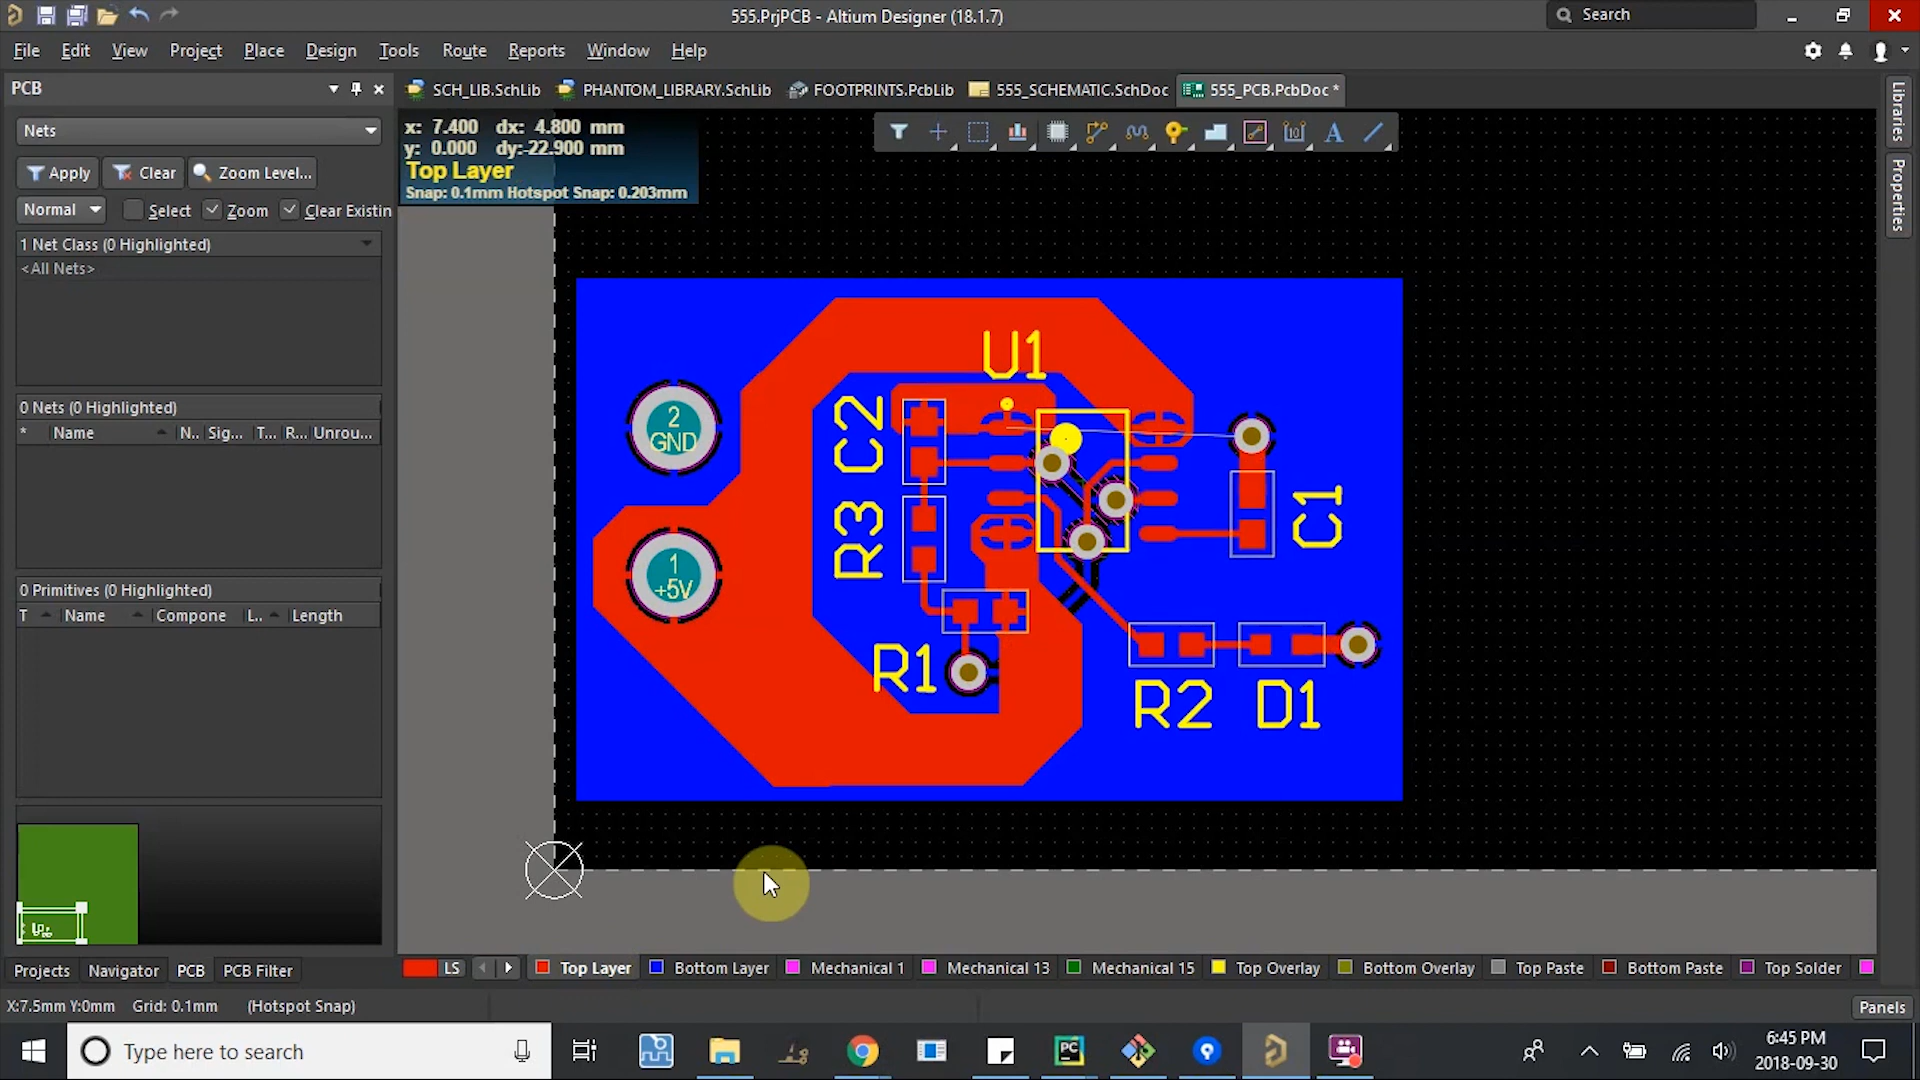 555.PrjPCB - Altium Designer (18.1.7)
Search
File Edit View Project Place Design Tools Route Reports Window Help
PCB
SCH_LIB.SchLib PHANTOM_LIBRARY.SchLib FOOTPRINTS.PcbLib 555_SCHEMATIC.SchDoc 555_PCB.PcbDoc *
Nets
Apply Clear Zoom Level...
Normal Select Zoom Clear Existin
1 Net Class (0 Highlighted)
<All Nets>
0 Nets (0 Highlighted)
* Name N.. Sig... T... R... Unrou...
0 Primitives (0 Highlighted)
T Name Compone L.. Length
x: 7.400 dx: 4.800 mm
y: 0.000 dy:-22.900 mm
Top Layer
Snap: 0.1mm Hotspot Snap: 0.203mm
10
A
Libraries
Properties
U1
C2
2
GND
R3
C1
1
+5V
R1
R2 D1
Projects Navigator PCB PCB Filter
LS Top Layer Bottom Layer Mechanical 1 Mechanical 13 Mechanical 15 Top Overlay Bottom Overlay Top Paste Bottom Paste Top Solder
X:7.5mm Y:0mm Grid: 0.1mm (Hotspot Snap)
Panels
Type here to search
PC
6:45 PM
2018-09-30